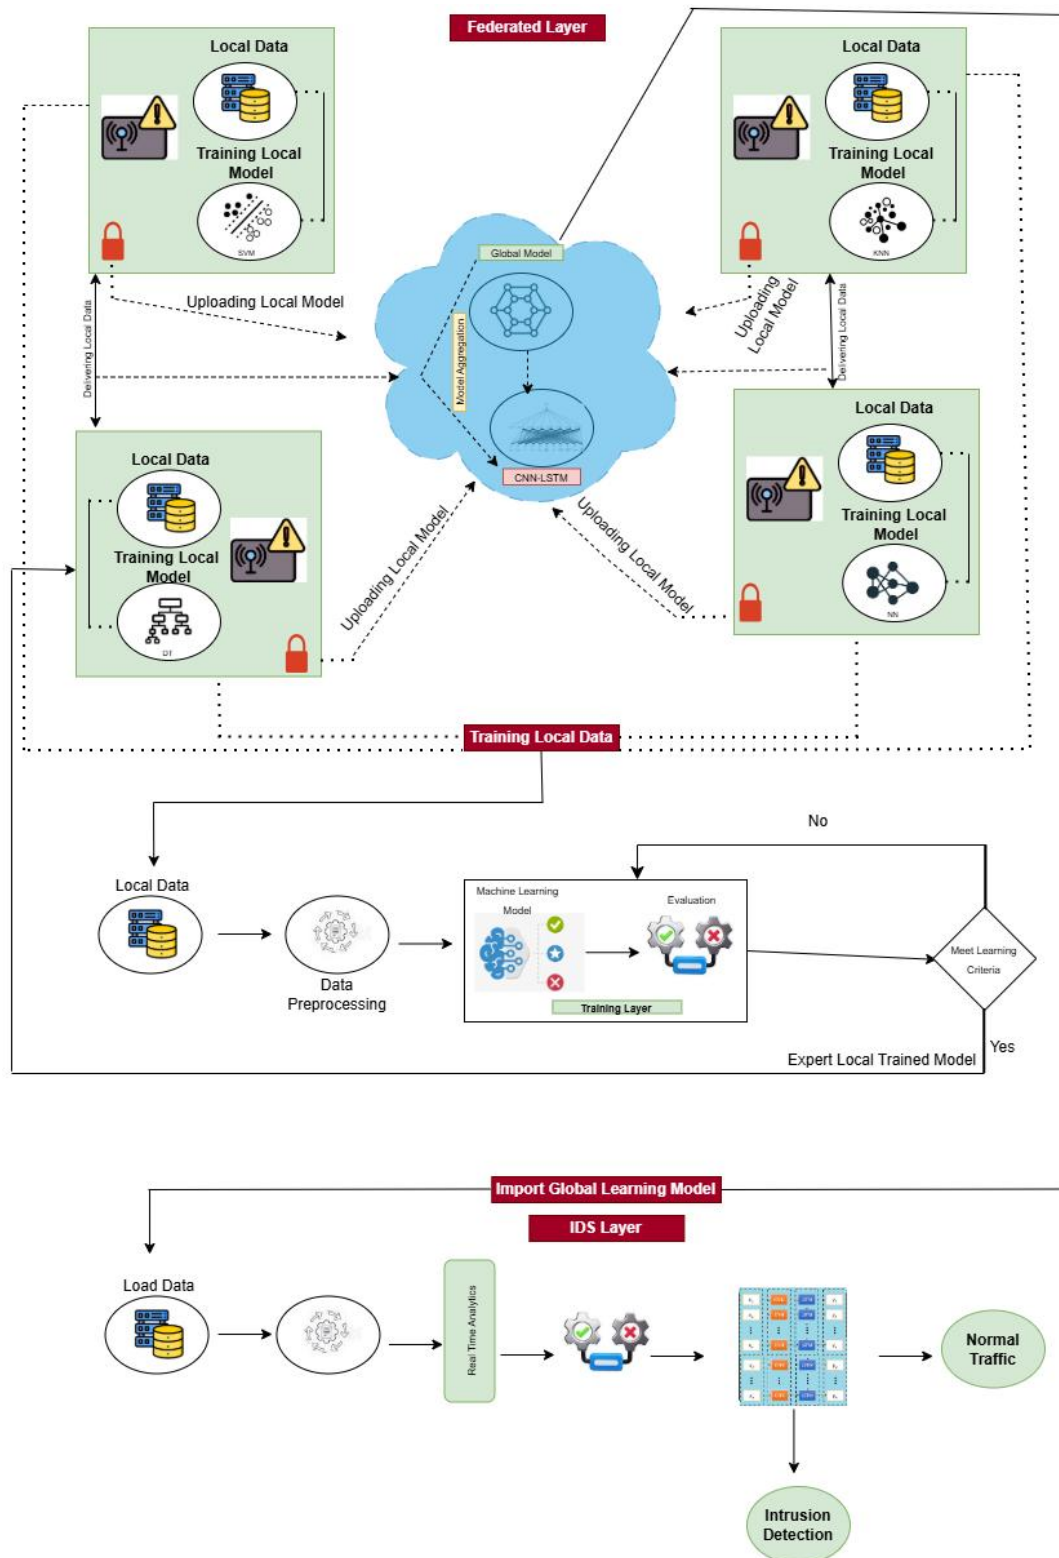 Federated Layer
Local Data
Training Local
Model
SVM
Local Data
Training Local
Model
KNN
Global Model
Model Aggregation
CNN-LSTM
Uploading Local Model
Uploading
Local Model
Delivering Local Data
Delivering Local Data
Local Data
Training Local
Model
DT
Local Data
Training Local
Model
NN
Uploading Local Model
Uploading Local Model
Training Local Data
Local Data
Data
Preprocessing
Machine Learning
Model
Evaluation
Training Layer
No
Meet Learning
Criteria
Yes
Expert Local Trained Model
Import Global Learning Model
IDS Layer
Load Data
Real Time Analytics
Normal
Traffic
Intrusion
Detection